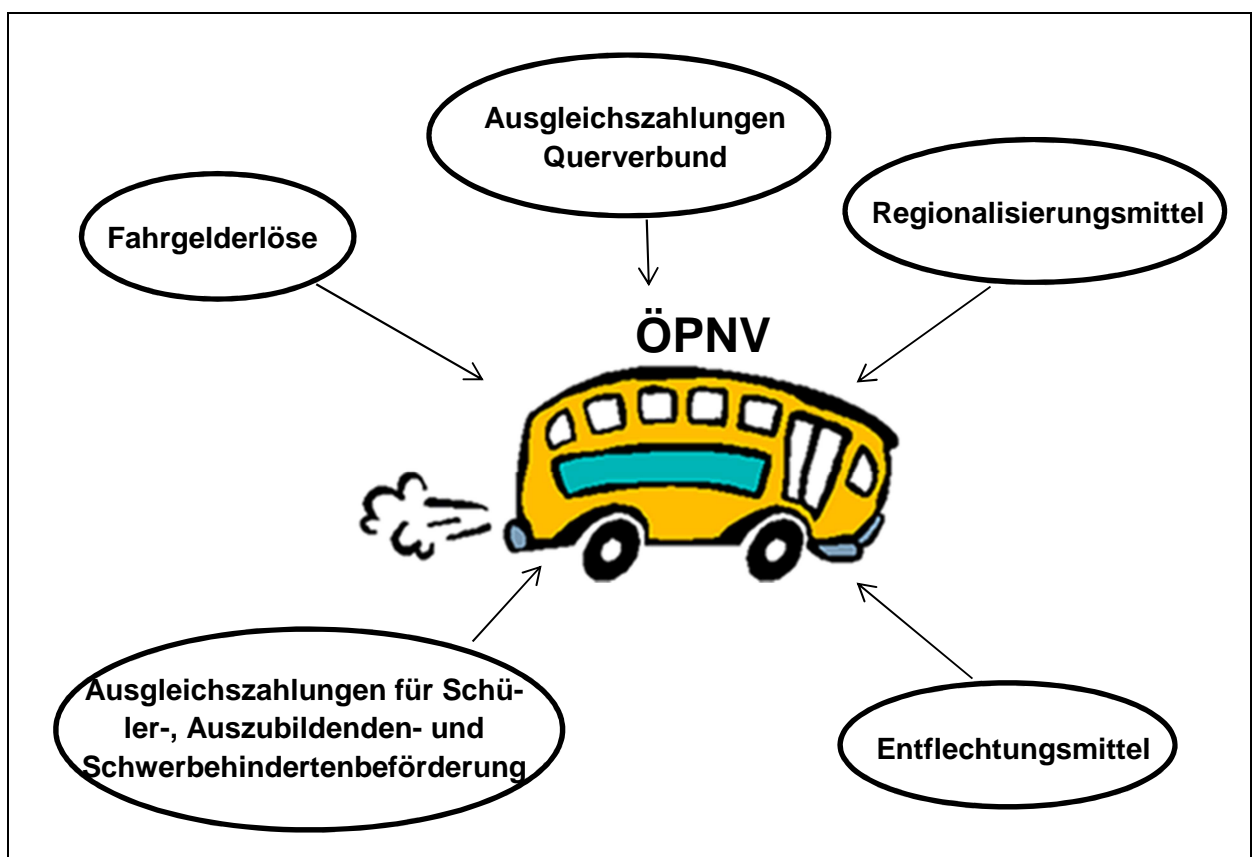 Ausgleichszahlungen
Querverbund
Regionalisierungsmittel
Fahrgelderlöse
ÖPNV
Ausgleichszahlungen für Schü-
ler-, Auszubildenden- und
Schwerbehindertenbeförderung
Entflechtungsmittel